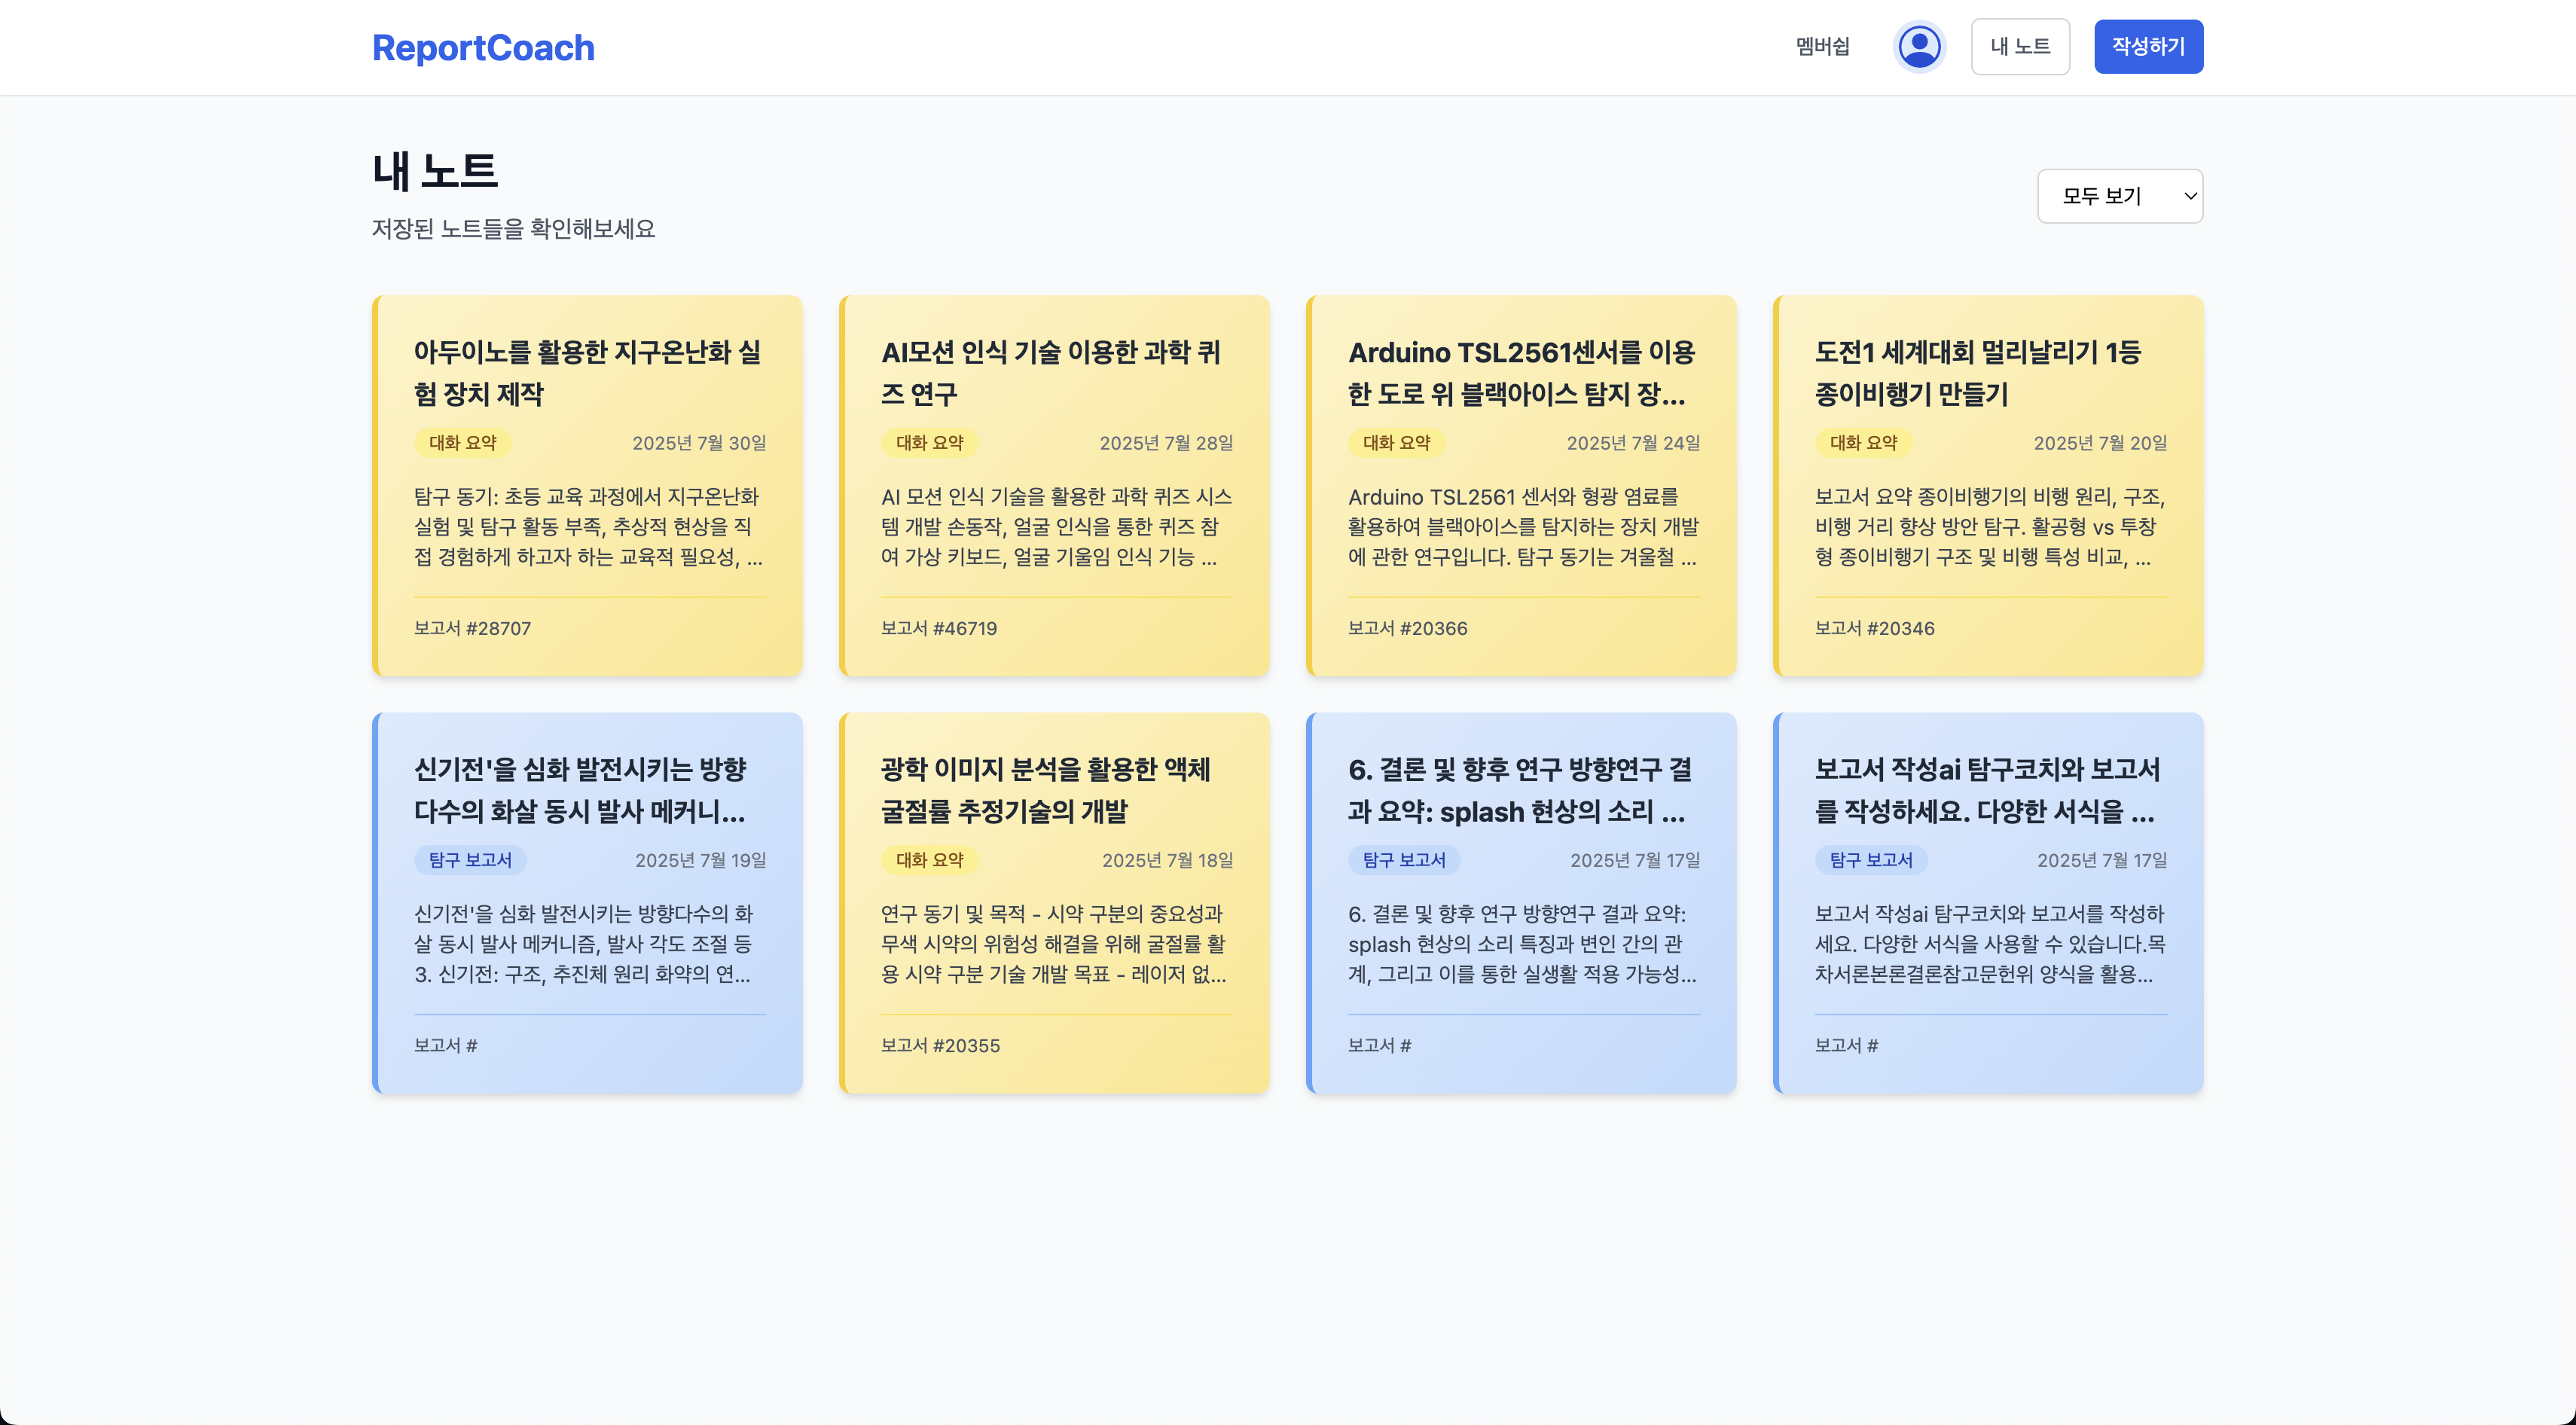 ReportCoach
멤버쉽
내 노트
작성하기
내 노트
저장된 노트들을 확인해보세요
모두 보기
아두이노를 활용한 지구온난화 실
험 장치 제작
대화 요약
2025년 7월 30일
탐구 동기: 초등 교육 과정에서 지구온난화
실험 및 탐구 활동 부족, 추상적 현상을 직
접 경험하게 하고자 하는 교육적 필요성, ...
보고서 #28707
AI모션 인식 기술 이용한 과학 퀴
즈 연구
대화 요약
2025년 7월 28일
AI 모션 인식 기술을 활용한 과학 퀴즈 시스
템 개발 손동작, 얼굴 인식을 통한 퀴즈 참
여 가상 키보드, 얼굴 기울임 인식 기능 ...
보고서 #46719
Arduino TSL2561센서를 이용
한 도로 위 블랙아이스 탐지 장...
대화 요약
2025년 7월 24일
Arduino TSL2561 센서와 형광 염료를
활용하여 블랙아이스를 탐지하는 장치 개발
에 관한 연구입니다. 탐구 동기는 겨울철 ...
보고서 #20366
도전1 세계대회 멀리날리기 1등
종이비행기 만들기
대화 요약
2025년 7월 20일
보고서 요약 종이비행기의 비행 원리, 구조,
비행 거리 향상 방안 탐구. 활공형 vs 투창
형 종이비행기 구조 및 비행 특성 비교, ...
보고서 #20346
신기전'을 심화 발전시키는 방향
다수의 화살 동시 발사 메커니...
탐구 보고서
2025년 7월 19일
신기전'을 심화 발전시키는 방향다수의 화
살 동시 발사 메커니즘, 발사 각도 조절 등
3. 신기전: 구조, 추진체 원리 화약의 연...
보고서 #
광학 이미지 분석을 활용한 액체
굴절률 추정기술의 개발
대화 요약
2025년 7월 18일
연구 동기 및 목적 - 시약 구분의 중요성과
무색 시약의 위험성 해결을 위해 굴절률 활
용 시약 구분 기술 개발 목표 - 레이저 없...
보고서 #20355
6. 결론 및 향후 연구 방향연구 결
과 요약: splash 현상의 소리 ...
탐구 보고서
2025년 7월 17일
6. 결론 및 향후 연구 방향연구 결과 요약:
splash 현상의 소리 특징과 변인 간의 관
계, 그리고 이를 통한 실생활 적용 가능성...
보고서 #
보고서 작성ai 탐구코치와 보고서
를 작성하세요. 다양한 서식을 ...
탐구 보고서
2025년 7월 17일
보고서 작성ai 탐구코치와 보고서를 작성하
세요. 다양한 서식을 사용할 수 있습니다.목
차서론본론결론참고문헌위 양식을 활용...
보고서 #